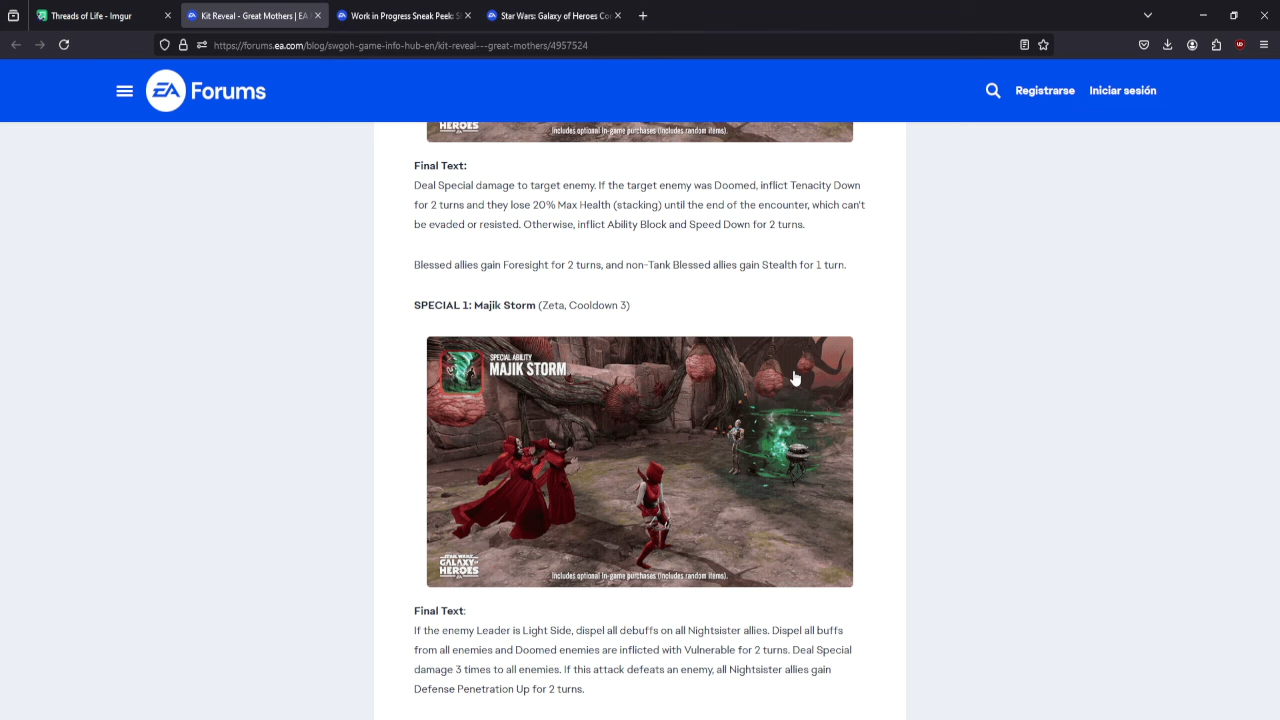 Threads of Life - Imgur
Kit Reveal - Great Mothers | EA
Work in Progress Sneak Peek:
Star Wars: Galaxy of Heroes Co
https://forums.ea.com/blog/swgoh-game-info-hub-en/kit-reveal---great-mothers/4957524
EA Forums
Registrarse
Iniciar sesión
HEROES
Includes optional in-game purchases (includes random items).
Final Text:
Deal Special damage to target enemy. If the target enemy was Doomed, inflict Tenacity Down
for 2 turns and they lose 20% Max Health (stacking) until the end of the encounter, which can't
be evaded or resisted. Otherwise, inflict Ability Block and Speed Down for 2 turns.
Blessed allies gain Foresight for 2 turns, and non-Tank Blessed allies gain Stealth for 1 turn.
SPECIAL 1: Majik Storm (Zeta, Cooldown 3)
SPECIAL ABILITY
MAJIK STORM
STAR WARS
GALAXY OF
HEROES
Includes optional in-game purchases (includes random items).
Final Text:
If the enemy Leader is Light Side, dispel all debuffs on all Nightsister allies. Dispel all buffs
from all enemies and Doomed enemies are inflicted with Vulnerable for 2 turns. Deal Special
damage 3 times to all enemies. If this attack defeats an enemy, all Nightsister allies gain
Defense Penetration Up for 2 turns.